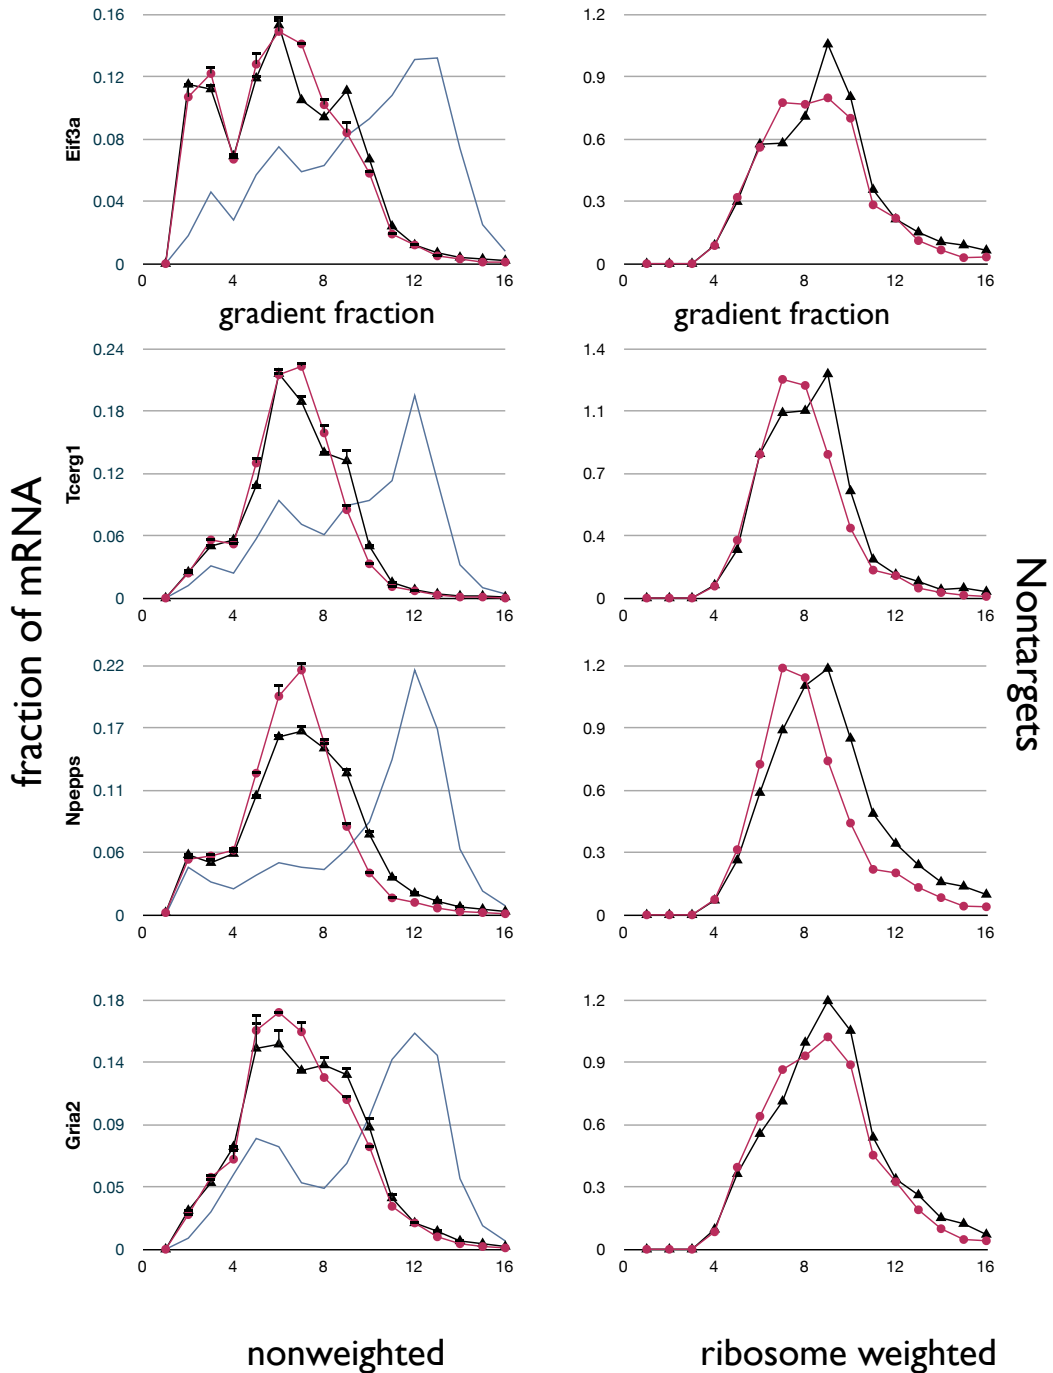 fraction of mRNA
Nontargets
Eif3a
0.16
0.12
0.08
0.04
0
0 4 8 12 16
gradient fraction
1.2
0.9
0.6
0.3
0
0 4 8 12 16
gradient fraction
Tcerg1
0.24
0.18
0.12
0.06
0
0 4 8 12 16
1.4
1.1
0.7
0.4
0
0 4 8 12 16
Npepps
0.22
0.17
0.11
0.06
0
0 4 8 12 16
1.2
0.9
0.6
0.3
0
0 4 8 12 16
Gria2
0.18
0.14
0.09
0.05
0
0 4 8 12 16
1.2
0.9
0.6
0.3
0
0 4 8 12 16
nonweighted
ribosome weighted